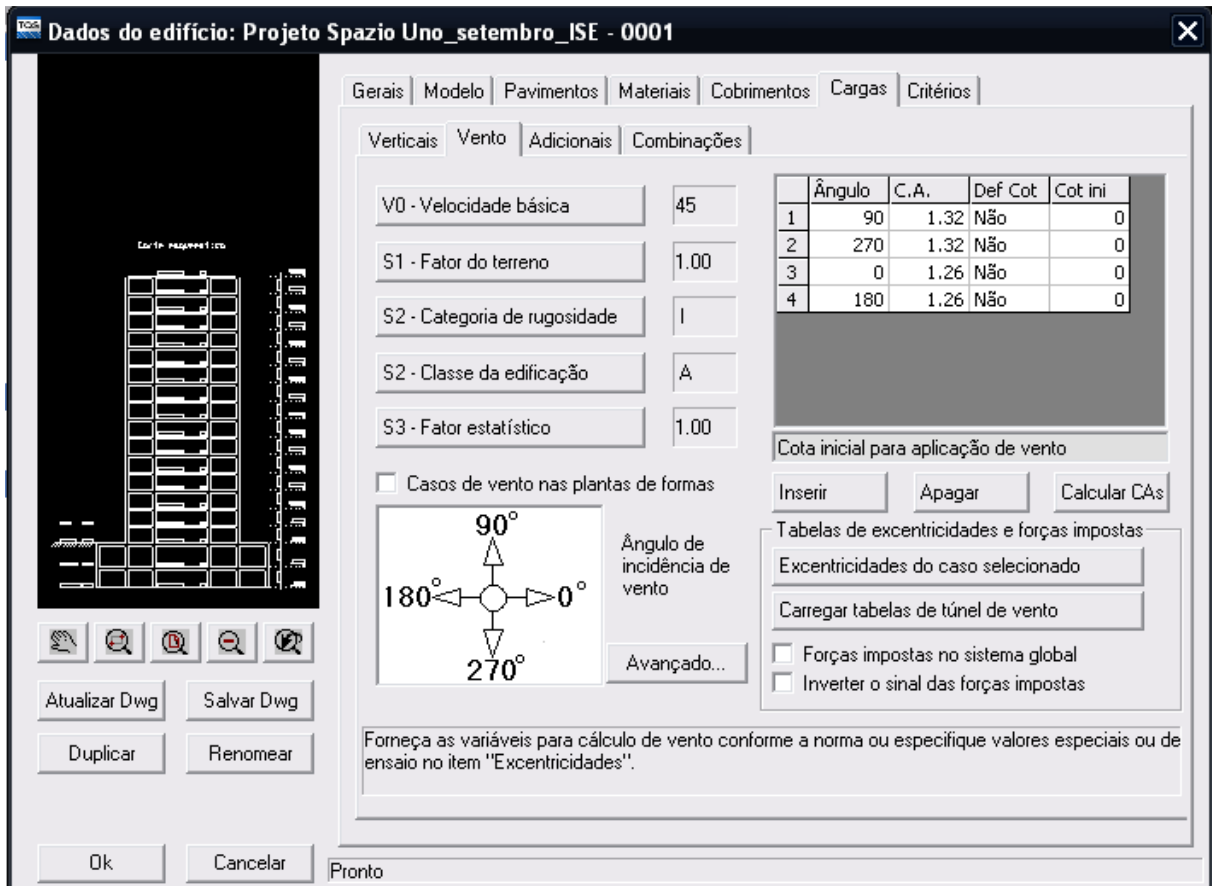 TQS Dados do edifício: Projeto Spazio Uno_setembro_ISE - 0001
Gerais Modelo Pavimentos Materiais Cobrimentos Cargas Critérios
Verticais Vento Adicionais Combinações
V0 - Velocidade básica 45
S1 - Fator do terreno 1.00
S2 - Categoria de rugosidade I
S2 - Classe da edificação A
S3 - Fator estatístico 1.00
Casos de vento nas plantas de formas
90°
180° 0°
270°
Ângulo de
incidência de
vento
Avançado...
Ângulo C.A. Def Cot Cot ini
1 90 1.32 Não 0
2 270 1.32 Não 0
3 0 1.26 Não 0
4 180 1.26 Não 0
Cota inicial para aplicação de vento
Inserir Apagar Calcular CAs
Tabelas de excentricidades e forças impostas
Excentricidades do caso selecionado
Carregar tabelas de túnel de vento
Forças impostas no sistema global
Inverter o sinal das forças impostas
Forneça as variáveis para cálculo de vento conforme a norma ou especifique valores especiais ou de
ensaio no item "Excentricidades".
Atualizar Dwg Salvar Dwg
Duplicar Renomear
Ok Cancelar
Pronto